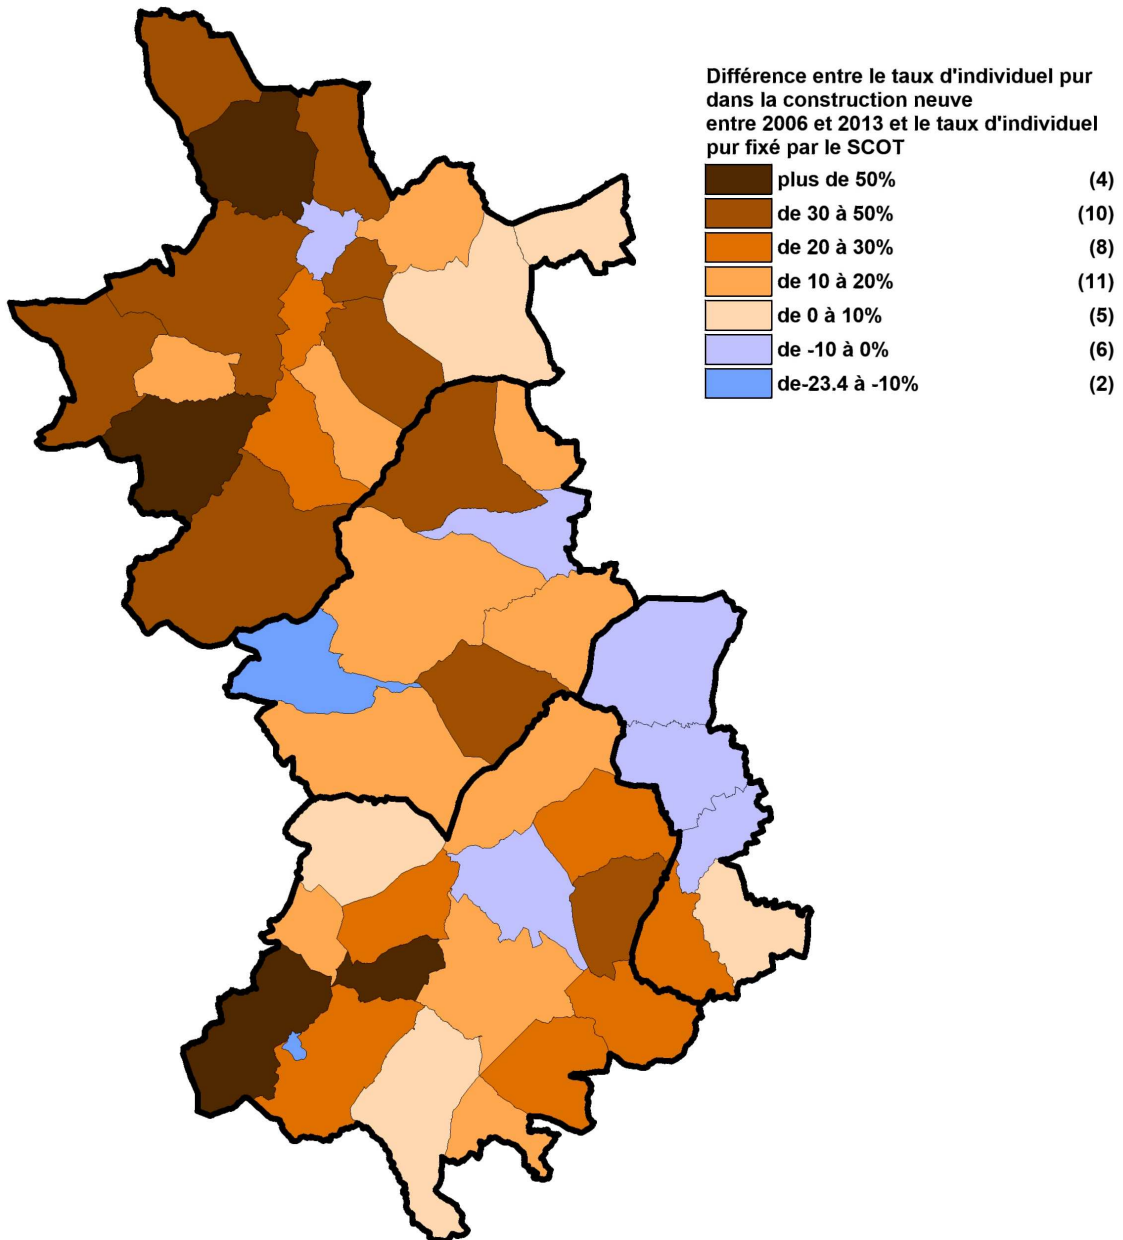 Différence entre le taux d'individuel pur
dans la construction neuve
entre 2006 et 2013 et le taux d'individuel
pur fixé par le SCOT
plus de 50% (4)
de 30 à 50% (10)
de 20 à 30% (8)
de 10 à 20% (11)
de 0 à 10% (5)
de -10 à 0% (6)
de-23.4 à -10% (2)